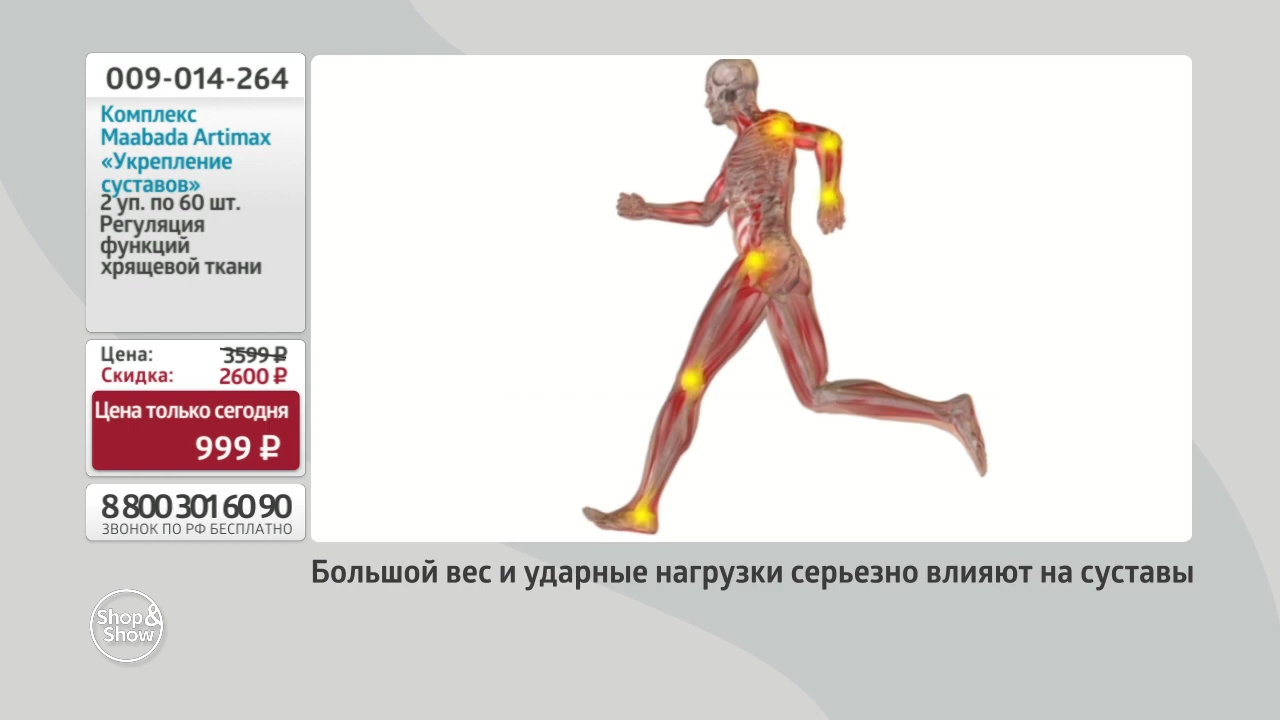 009-014-264
Комплекс
Maabada Artimax
«Укрепление
суставов»
2 уп. по 60 шт.
Регуляция
функций
хрящевой ткани
Цена: 3599 ₽
Скидка: 2600 ₽
Цена только сегодня
999 ₽
8 800 301 60 90
ЗВОНОК ПО РФ БЕСПЛАТНО
Большой вес и ударные нагрузки серьезно влияют на суставы
Shop&
Show